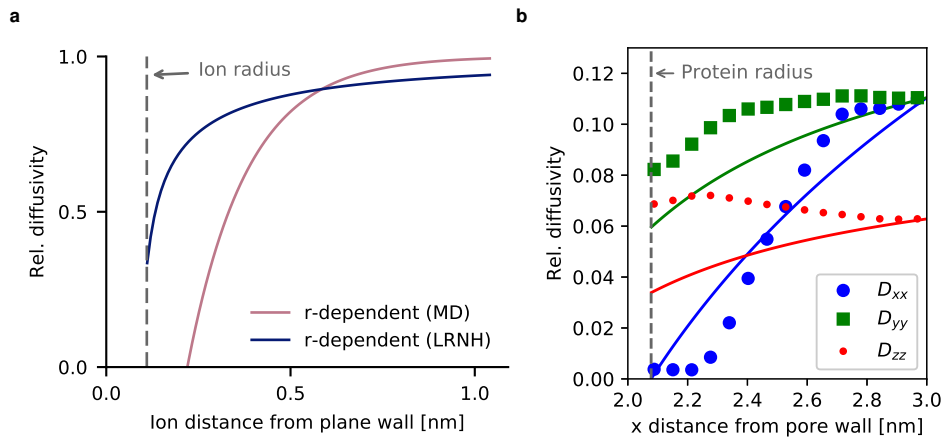 a
1.0
0.5
0.0
Rel. diffusivity
Ion radius
r-dependent (MD)
r-dependent (LRNH)
0.0 0.5 1.0
Ion distance from plane wall [nm]
b
0.12
0.10
0.08
0.06
0.04
0.02
0.00
Rel. diffusivity
Protein radius
Dxx
Dyy
Dzz
2.0 2.2 2.4 2.6 2.8 3.0
x distance from pore wall [nm]